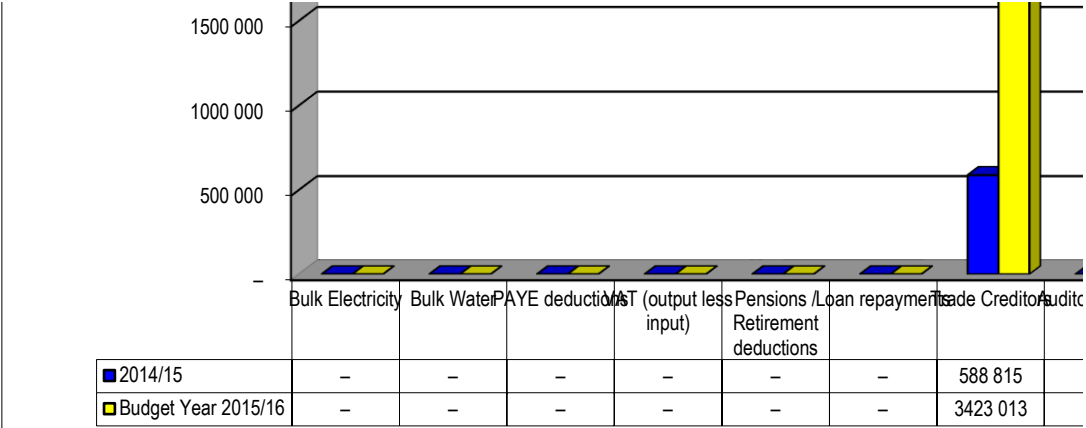 1500 000
1000 000
500 000
–
Bulk Electricity Bulk Water PAYE deductions VAT (output less input) Pensions / Retirement deductions Loan repayments Trade Creditors
2014/15 – – – – – – 588 815
Budget Year 2015/16 – – – – – – 3423 013